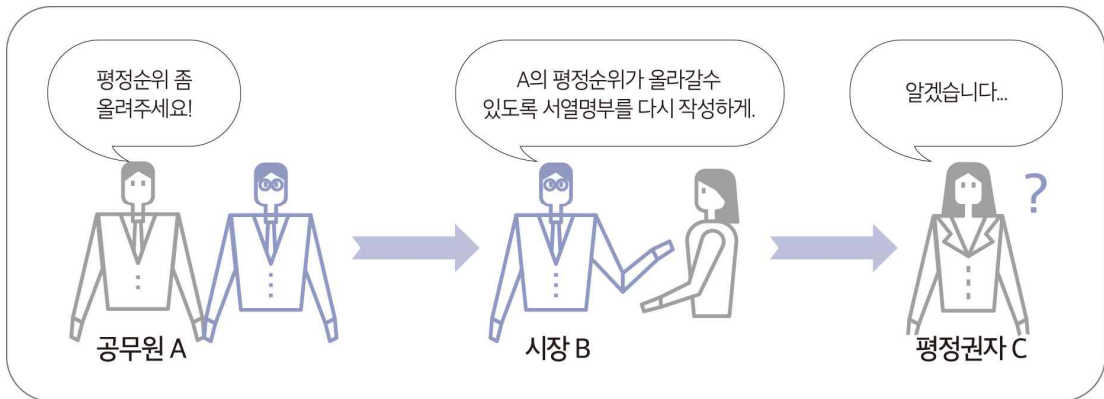 평정순위 좀
올려주세요!
A의 평정순위가 올라갈수
있도록 서열명부를 다시 작성하게.
알겠습니다...
?
공무원 A
시장 B
평정권자 C